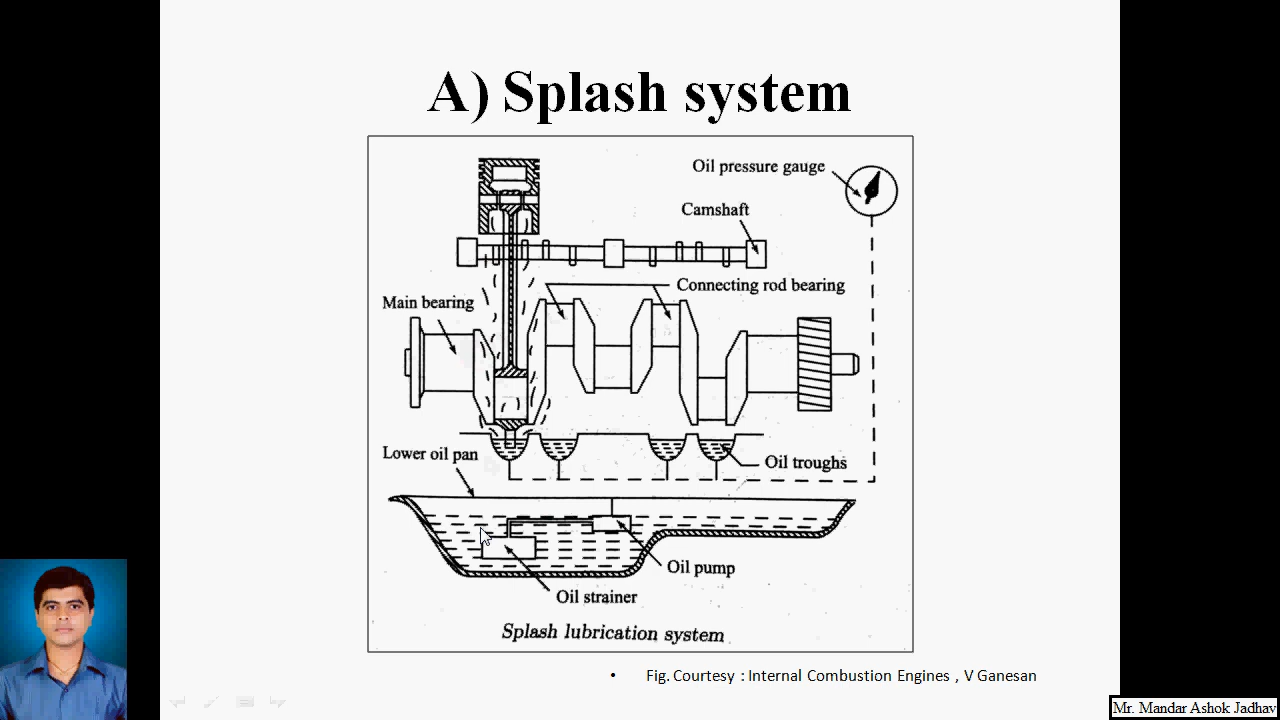 A) Splash system
Oil pressure gauge
Camshaft
Connecting rod bearing
Main bearing
Lower oil pan
Oil troughs
Oil pump
Oil strainer
Splash lubrication system
• Fig. Courtesy : Internal Combustion Engines , V Ganesan
Mr. Mandar Ashok Jadhav